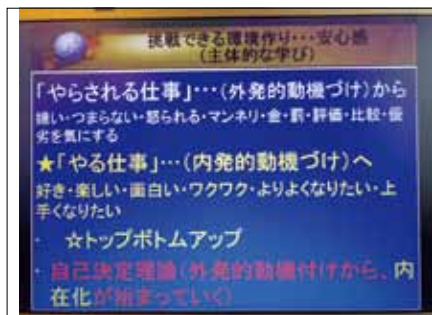 挑戦できる環境作り・・・安心感
(主体的な学び)
「やらされる仕事」・・・(外発的動機づけ)から
嫌い・つまらない・怒られる・マンネリ・金・罰・評価・比較・優
劣を気にする
★「やる仕事」…(内発的動機づけ)へ
好き・楽しい・面白い・ワクワク・よりよくなりたい・上
手くなりたい
・ ☆トップボトムアップ
・ 自己決定理論(外発的動機付けから、内
在化が始まっていく)